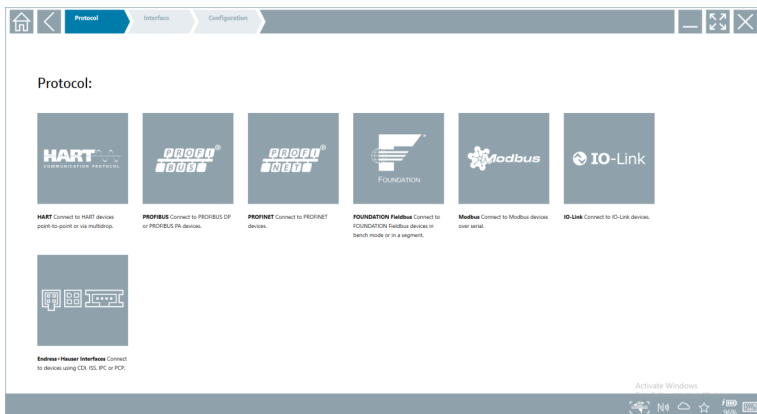 Protocol
Interface
Configuration
Protocol:
HART
COMMUNICATION PROTOCOL
PROFI®
BUS
PROFI®
NET
FOUNDATION
Modbus
IO-Link
HART Connect to HART devices
point-to-point or via multidrop.
PROFIBUS Connect to PROFIBUS DP
or PROFIBUS PA devices.
PROFINET Connect to PROFINET
devices.
FOUNDATION Fieldbus Connect to
FOUNDATION Fieldbus devices in
bench mode or in a segment.
Modbus Connect to Modbus devices
over serial.
IO-Link Connect to IO-Link devices.
Endress+Hauser Interfaces Connect
to devices using CDI, ISS, IPC or PCP.
Activate Windows